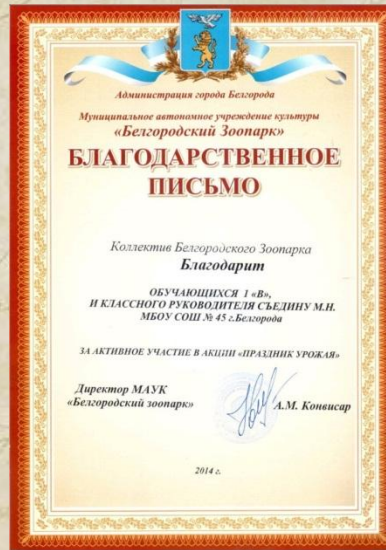 Администрация города Белгорода
Муниципальное автономное учреждение культуры
«Белгородский Зоопарк»
БЛАГОДАРСТВЕННОЕ
ПИСЬМО
Коллектив Белгородского Зоопарка
Благодарит
ОБУЧАЮЩИХСЯ 1 «В»,
И КЛАССНОГО РУКОВОДИТЕЛЯ СЪЕДИНУ М.Н.
МБОУ СОШ № 45 г.Белгорода
ЗА АКТИВНОЕ УЧАСТИЕ В АКЦИИ «ПРАЗДНИК УРОЖАЯ»
Директор МАУК
«Белгородский зоопарк» А.М. Конвисар
2014 г.